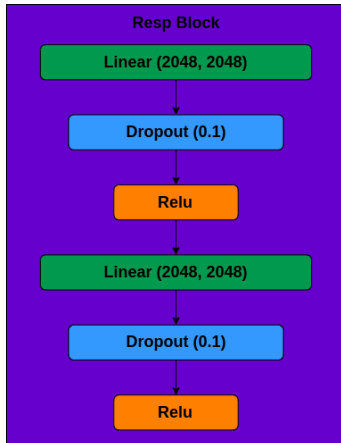 Resp Block
Linear (2048, 2048)
Dropout (0.1)
Relu
Linear (2048, 2048)
Dropout (0.1)
Relu